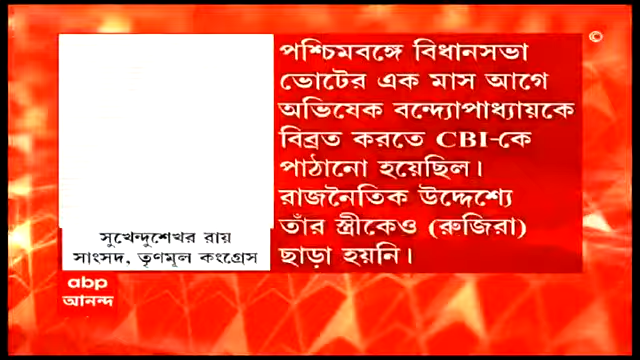 ©
পশ্চিমবঙ্গে বিধানসভা
ভোটের এক মাস আগে
অভিষেক বন্দ্যোপাধ্যায়কে
বিব্রত করতে CBI-কে
পাঠানো হয়েছিল।
রাজনৈতিক উদ্দেশ্যে
তাঁর স্ত্রীকেও (রুজিরা)
ছাড়া হয়নি।
সুখেন্দুশেখর রায়
সাংসদ, তৃণমূল কংগ্রেস
abp
আনন্দ